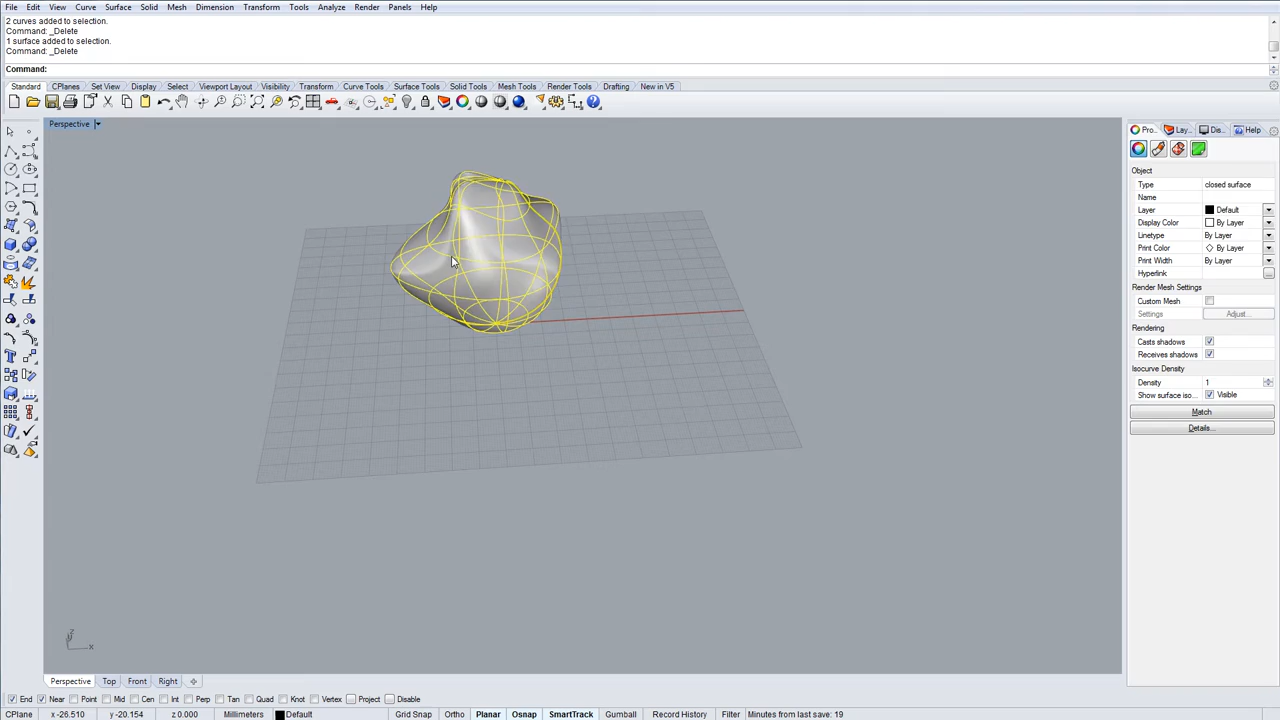 File Edit View Curve Surface Solid Mesh Dimension Transform Tools Analyze Render Panels Help
2 curves added to selection.
Command: _Delete
1 surface added to selection.
Command: _Delete
Command:
Standard CPlanes Set View Display Select Viewport Layout Visibility Transform Curve Tools Surface Tools Solid Tools Mesh Tools Render Tools Drafting New in V5
Perspective
Pro... Lay... Dis... Help
Object
Type closed surface
Name
Layer Default
Display Color By Layer
Linetype By Layer
Print Color By Layer
Print Width By Layer
Hyperlink ...
Render Mesh Settings
Custom Mesh
Settings Adjust...
Rendering
Casts shadows
Receives shadows
Isocurve Density
Density 1
Show surface iso... Visible
Match
Details...
z
y
x
Perspective Top Front Right
End Near Point Mid Cen Int Perp Tan Quad Knot Vertex Project Disable
CPlane x -26.510 y -20.154 z 0.000 Millimeters Default Grid Snap Ortho Planar Osnap SmartTrack Gumball Record History Filter Minutes from last save: 19